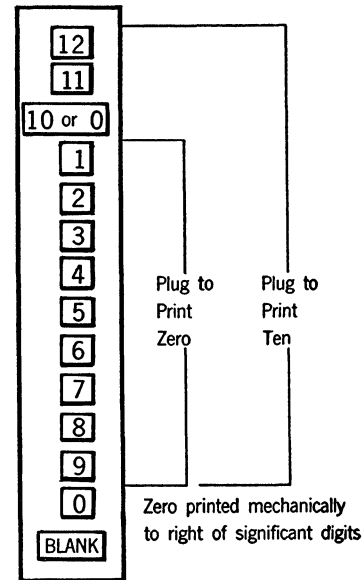 12
11
10 or 0
1
2
3
4
5
6
7
8
9
0
BLANK
Plug to
Print
Zero
Plug to
Print
Ten
Zero printed mechanically
to right of significant digits